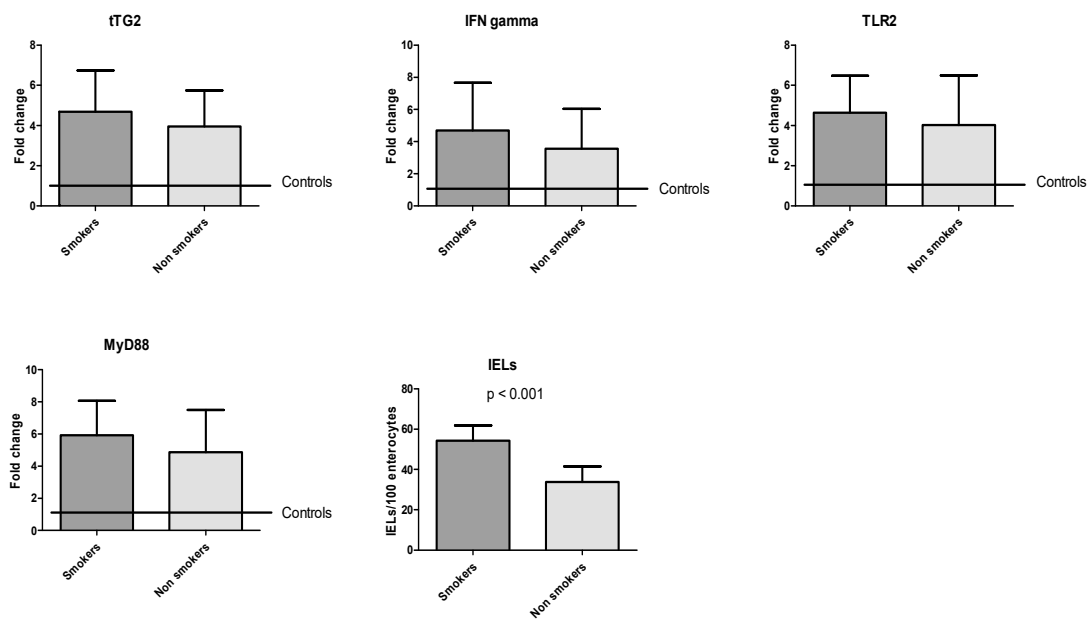 tTG2
8
6
4
2
0
Fold change
Controls
Smokers
Non smokers
IFN gamma
10
8
6
4
2
0
Fold change
Controls
Smokers
Non smokers
TLR2
8
6
4
2
0
Fold change
Controls
Smokers
Non smokers
MyD88
10
8
6
4
2
0
Fold change
Controls
Smokers
Non smokers
IELs
p < 0.001
80
60
40
20
0
IELs/100 enterocytes
Smokers
Non smokers